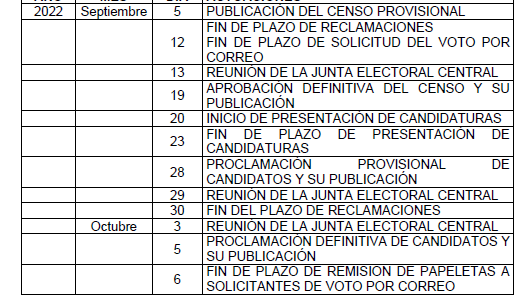 2022 Septiembre 5 PUBLICACIÓN DEL CENSO PROVISIONAL
12 FIN DE PLAZO DE RECLAMACIONES
FIN DE PLAZO DE SOLICITUD DEL VOTO POR
CORREO
13 REUNIÓN DE LA JUNTA ELECTORAL CENTRAL
19 APROBACIÓN DEFINITIVA DEL CENSO Y SU
PUBLICACIÓN
20 INICIO DE PRESENTACIÓN DE CANDIDATURAS
23 FIN DE PLAZO DE PRESENTACIÓN DE
CANDIDATURAS
28 PROCLAMACIÓN PROVISIONAL DE
CANDIDATOS Y SU PUBLICACIÓN
29 REUNIÓN DE LA JUNTA ELECTORAL CENTRAL
30 FIN DEL PLAZO DE RECLAMACIONES
Octubre 3 REUNIÓN DE LA JUNTA ELECTORAL CENTRAL
5 PROCLAMACIÓN DEFINITIVA DE CANDIDATOS Y
SU PUBLICACIÓN
6 FIN DE PLAZO DE REMISION DE PAPELETAS A
SOLICITANTES DE VOTO POR CORREO